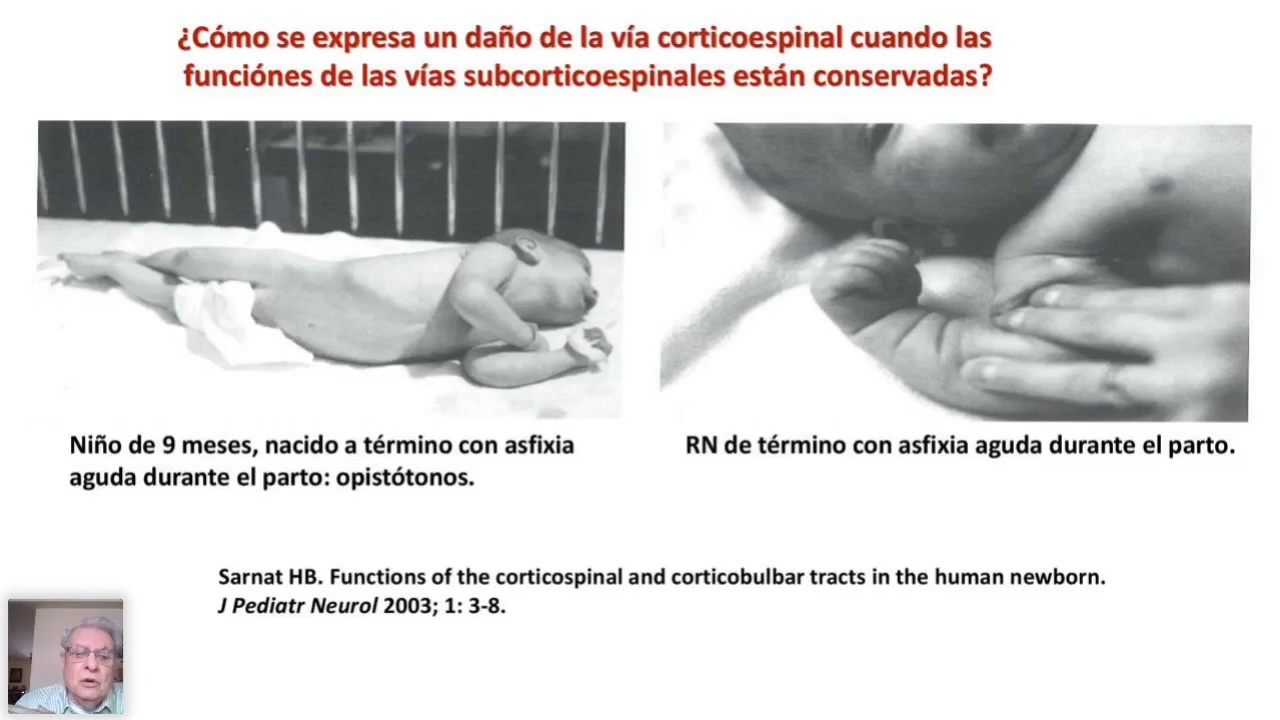 ¿Cómo se expresa un daño de la vía corticoespinal cuando las
funciónes de las vías subcorticoespinales están conservadas?
Niño de 9 meses, nacido a término con asfixia
aguda durante el parto: opistótonos.
RN de término con asfixia aguda durante el parto.
Sarnat HB. Functions of the corticospinal and corticobulbar tracts in the human newborn.
J Pediatr Neurol 2003; 1: 3-8.